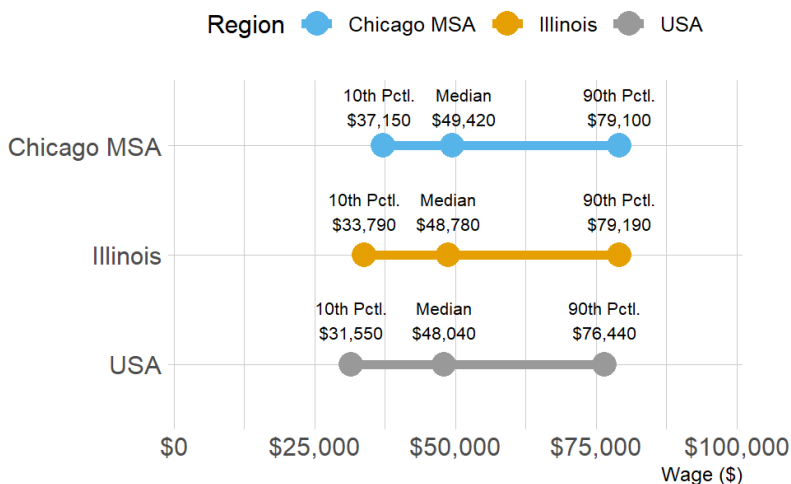 Region Chicago MSA Illinois USA
10th Pctl. Median 90th Pctl.
$37,150 $49,420 $79,100
Chicago MSA
10th Pctl. Median 90th Pctl.
$33,790 $48,780 $79,190
Illinois
10th Pctl. Median 90th Pctl.
$31,550 $48,040 $76,440
USA
$0 $25,000 $50,000 $75,000 $100,000
Wage ($)